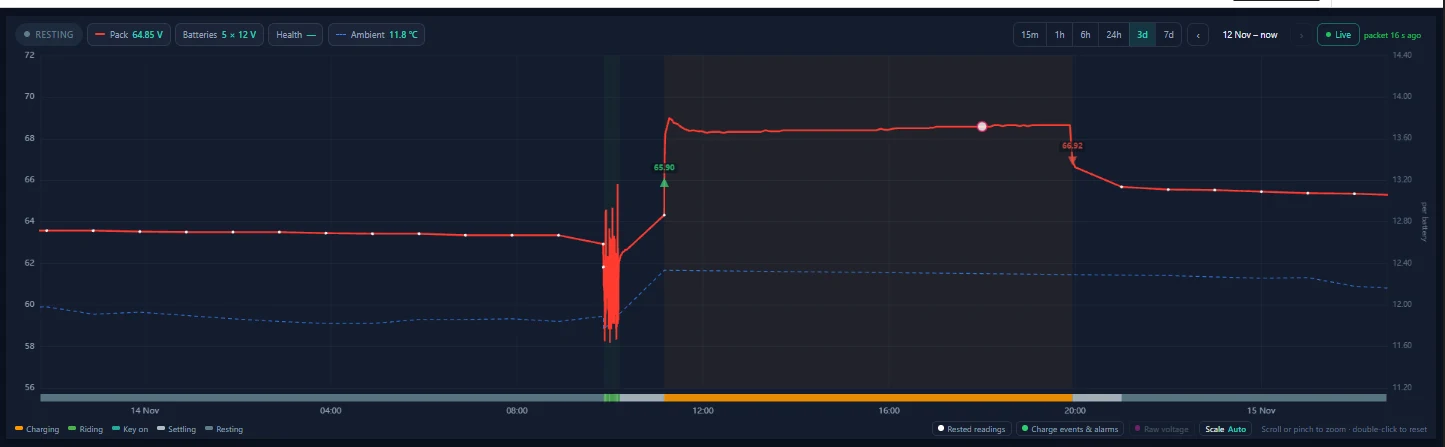 RESTING Pack 64.85 V Batteries 5 × 12 V Health — Ambient 11.8 °C 15m 1h 6h 24h 3d 7d ‹ 12 Nov – now › Live packet 16 s ago
72 14.40
70 14.00
68 13.60
66.92
65.90
66 13.20
64 12.80
per battery
62 12.40
60 12.00
58 11.60
56 11.20
14 Nov 04:00 08:00 12:00 16:00 20:00 15 Nov
Charging Riding Key on Settling Resting Rested readings Charge events & alarms Raw voltage Scale Auto Scroll or pinch to zoom · double-click to reset